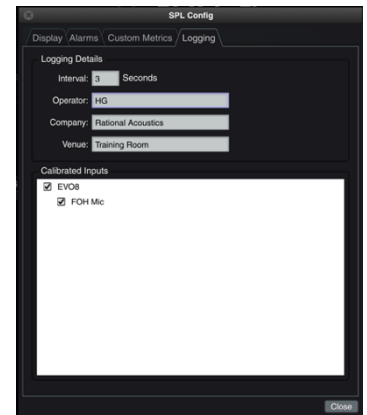 SPL Config
Display Alarms Custom Metrics Logging
Logging Details
Interval: 3 Seconds
Operator: HG
Company: Rational Acoustics
Venue: Training Room
Calibrated Inputs
EVO8
FOH Mic
Close